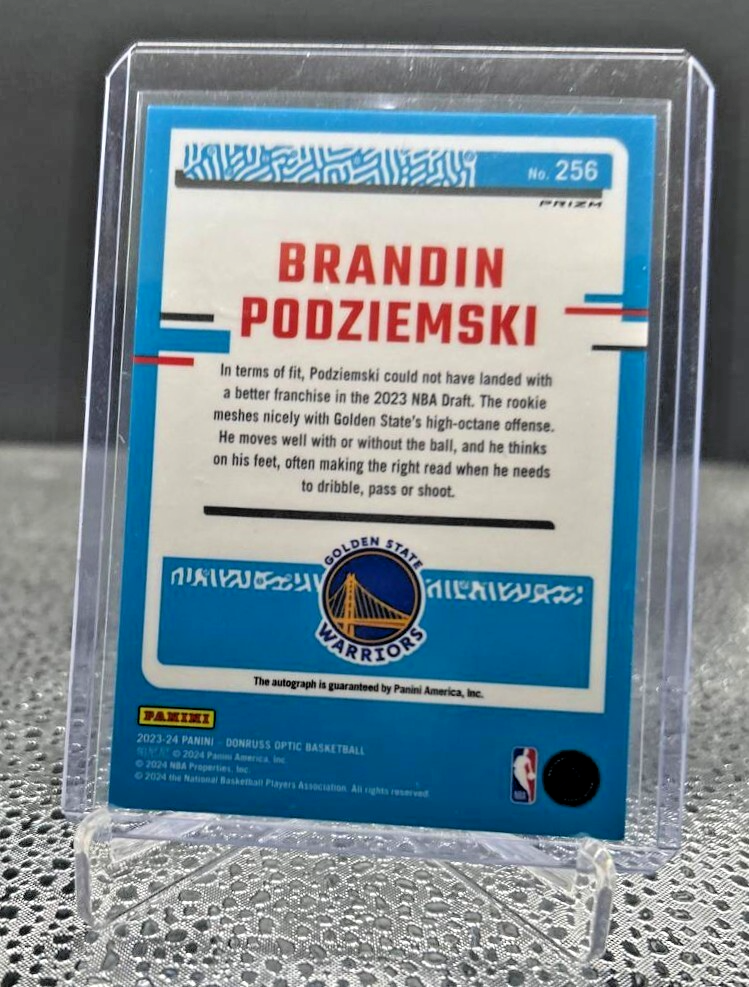 No. 256
PRIZM
BRANDIN
PODZIEMSKI
In terms of fit, Podziemski could not have landed with
a better franchise in the 2023 NBA Draft. The rookie
meshes nicely with Golden State's high-octane offense.
He moves well with or without the ball, and he thinks
on his feet, often making the right read when he needs
to dribble, pass or shoot.
GOLDEN STATE
WARRIORS
The autograph is guaranteed by Panini America, Inc.
PANINI
2023-24 PANINI - DONRUSS OPTIC BASKETBALL
© 2024 Panini America, Inc.
© 2024 NBA Properties, Inc.
© 2024 the National Basketball Players Association. All rights reserved.